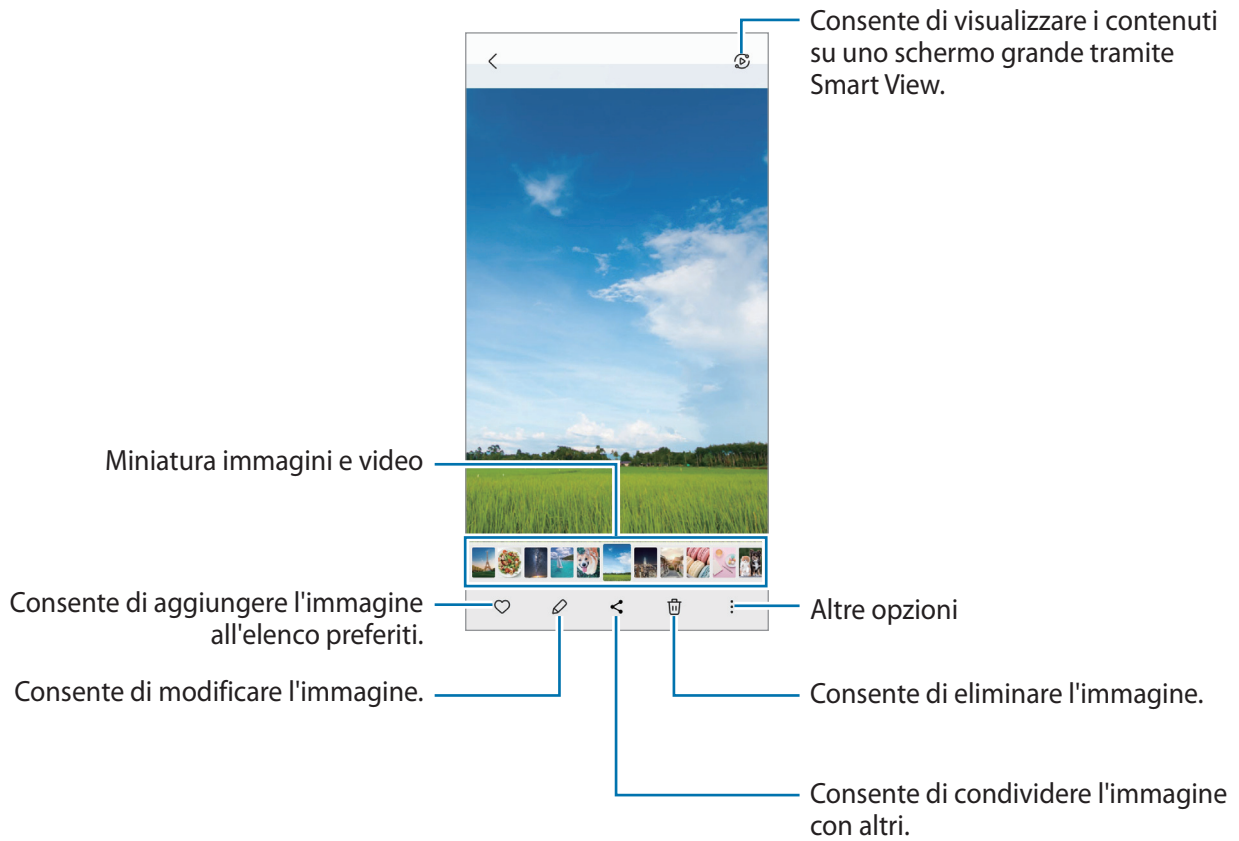 Consente di visualizzare i contenuti
su uno schermo grande tramite
Smart View.
Miniatura immagini e video
Consente di aggiungere l'immagine
all'elenco preferiti.
Altre opzioni
Consente di modificare l'immagine.
Consente di eliminare l'immagine.
Consente di condividere l'immagine
con altri.